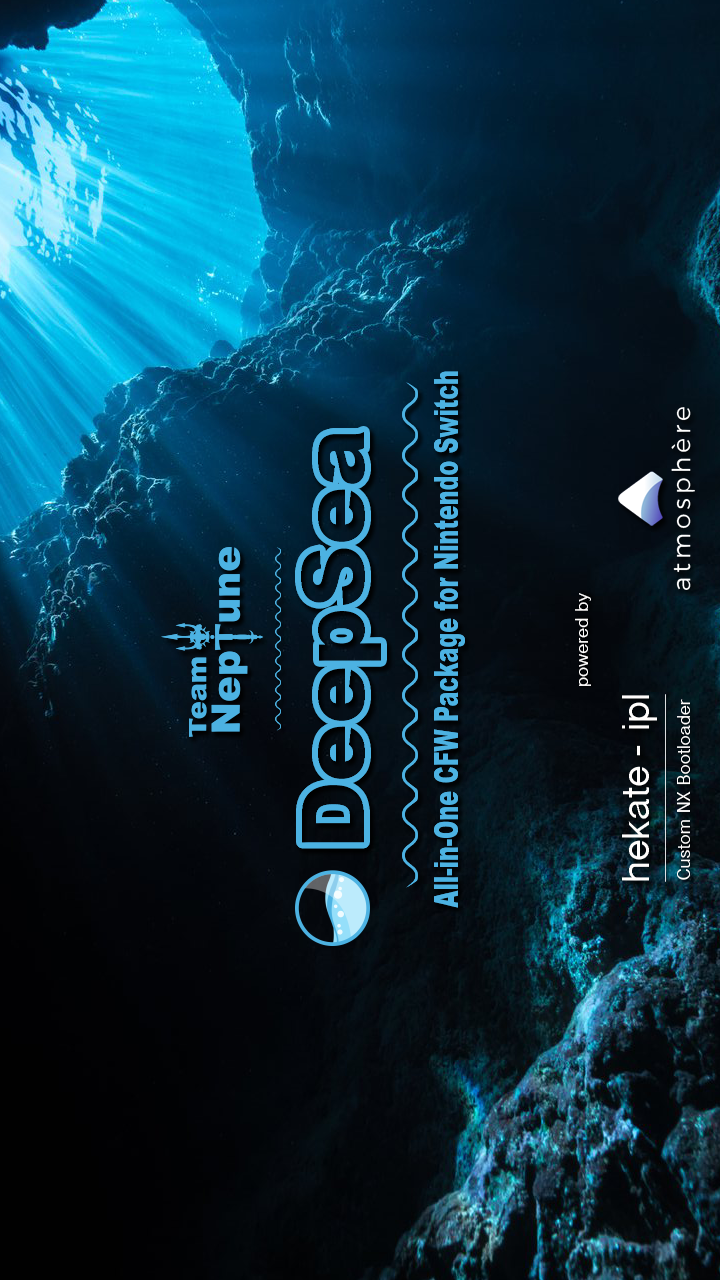 Team
NepTune
DeepSea
All-in-One CFW Package for Nintendo Switch
powered by
hekate - ipl
Custom NX Bootloader
atmosphère